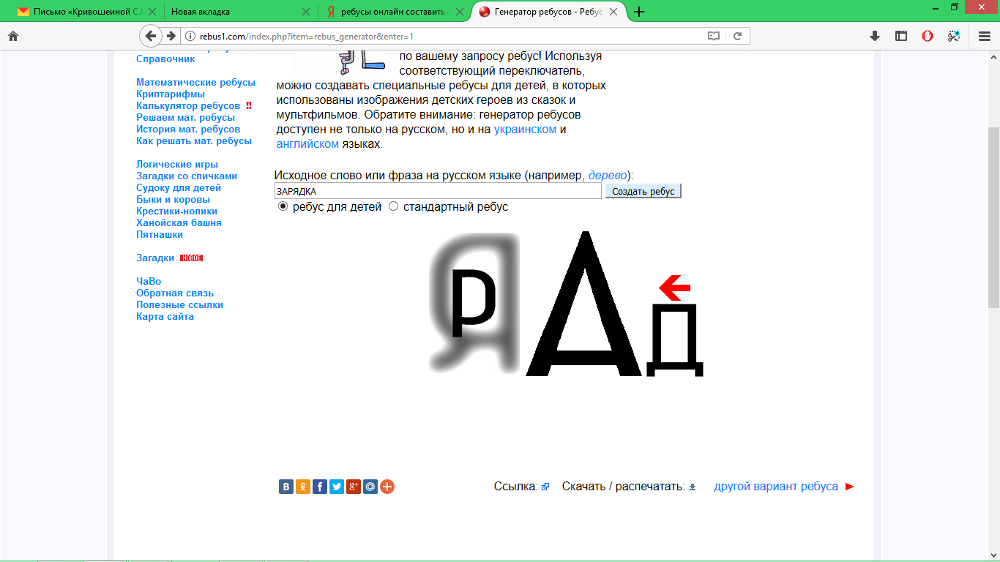 Письмо «Кривошеиной С.
Новая вкладка
ребусы онлайн составить
Генератор ребусов - Ребус
rebus1.com/index.php?item=rebus_generator&enter=1
Справочник
Математические ребусы
Криптарифмы
Калькулятор ребусов !!
Решаем мат. ребусы
История мат. ребусов
Как решать мат. ребусы
Логические игры
Загадки со спичками
Судоку для детей
Быки и коровы
Крестики-нолики
Ханойская башня
Пятнашки
Загадки НОВОЕ
ЧаВо
Обратная связь
Полезные ссылки
Карта сайта
по вашему запросу ребус! Используя
соответствующий переключатель,
можно создавать специальные ребусы для детей, в которых
использованы изображения детских героев из сказок и
мультфильмов. Обратите внимание: генератор ребусов
доступен не только на русском, но и на украинском и
английском языках.
Исходное слово или фраза на русском языке (например, дерево):
ЗАРЯДКА
Создать ребус
ребус для детей стандартный ребус
Я р А д
Ссылка: Скачать / распечатать: другой вариант ребуса